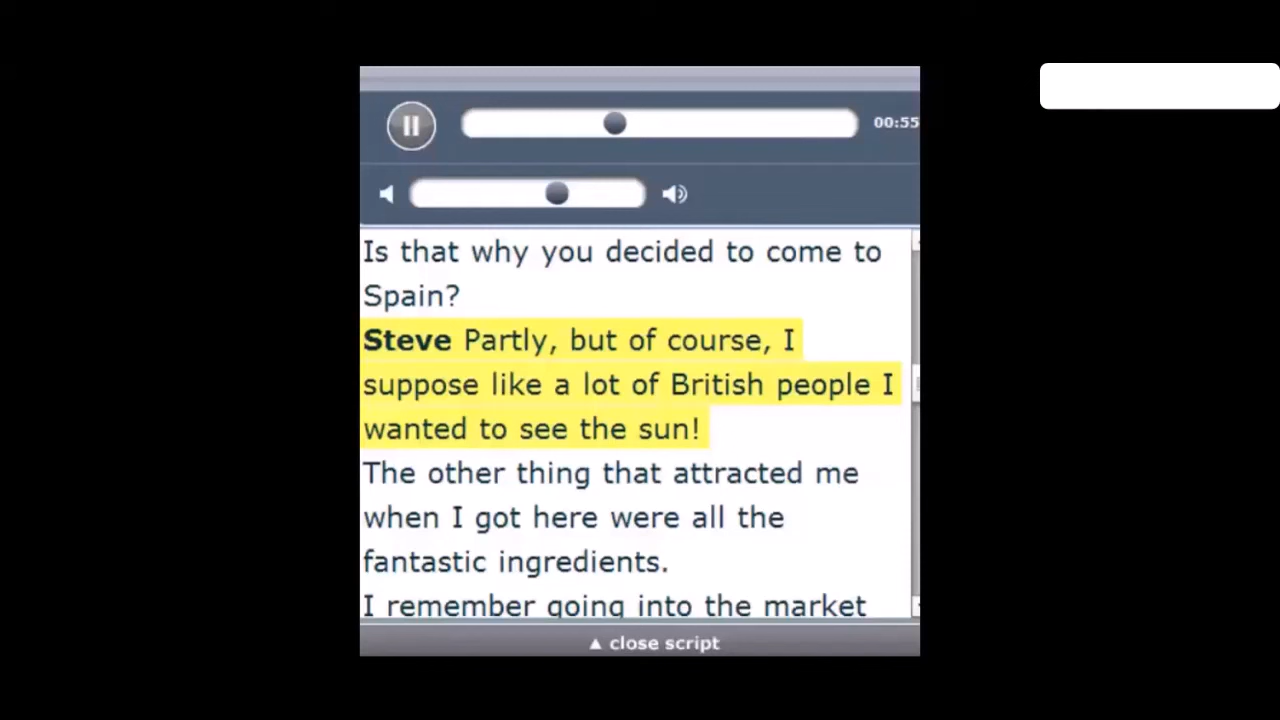 00:55
Is that why you decided to come to
Spain?
Steve Partly, but of course, I
suppose like a lot of British people I
wanted to see the sun!
The other thing that attracted me
when I got here were all the
fantastic ingredients.
I remember going into the market
▲ close script